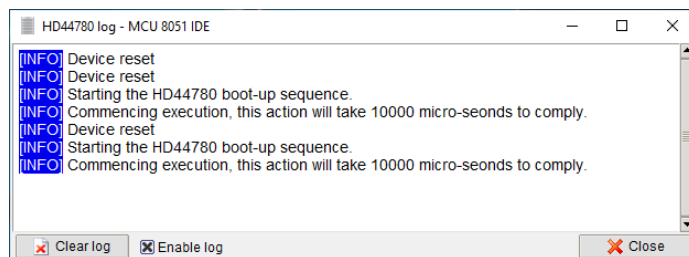 HD44780 log - MCU 8051 IDE
[INFO] Device reset
[INFO] Device reset
[INFO] Starting the HD44780 boot-up sequence.
[INFO] Commencing execution, this action will take 10000 micro-seonds to comply.
[INFO] Device reset
[INFO] Starting the HD44780 boot-up sequence.
[INFO] Commencing execution, this action will take 10000 micro-seonds to comply.
Clear log Enable log Close